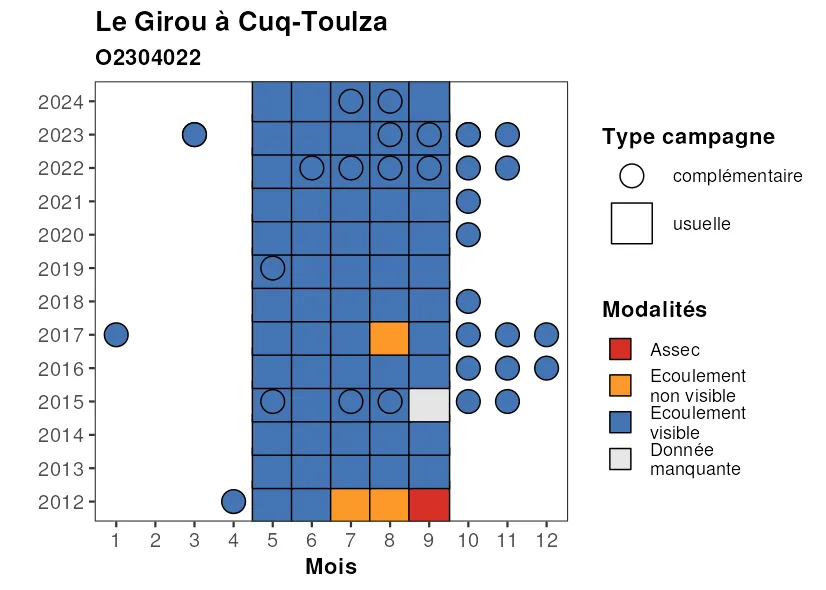 Le Girou à Cuq-Toulza
O2304022
2024
2023
2022
2021
2020
2019
2018
2017
2016
2015
2014
2013
2012
1 2 3 4 5 6 7 8 9 10 11 12
Mois
Type campagne
complémentaire
usuelle
Modalités
Assec
Ecoulement
non visible
Ecoulement
visible
Donnée
manquante